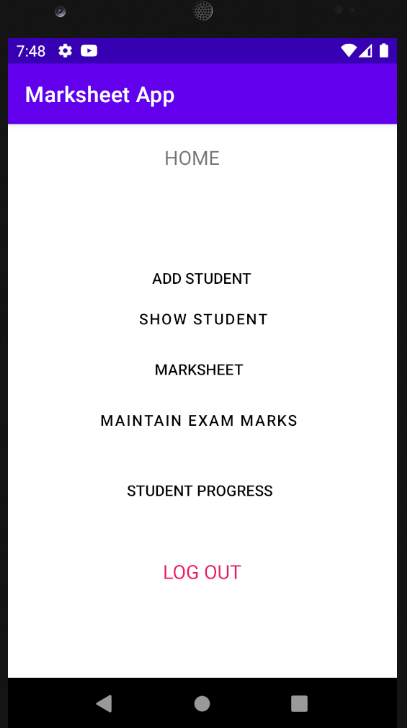 7:48
Marksheet App
HOME
ADD STUDENT
SHOW STUDENT
MARKSHEET
MAINTAIN EXAM MARKS
STUDENT PROGRESS
LOG OUT